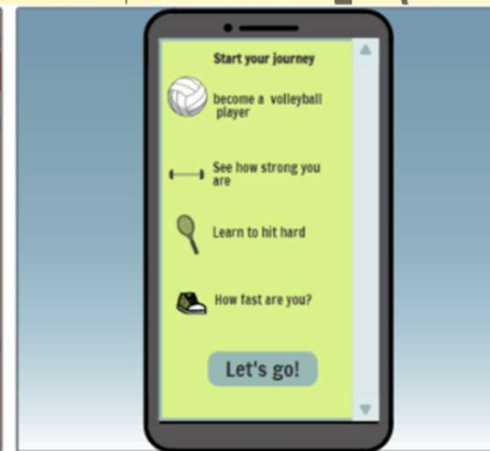 Start your journey
become a volleyball
player
See how strong you
are
Learn to hit hard
How fast are you?
Let's go!